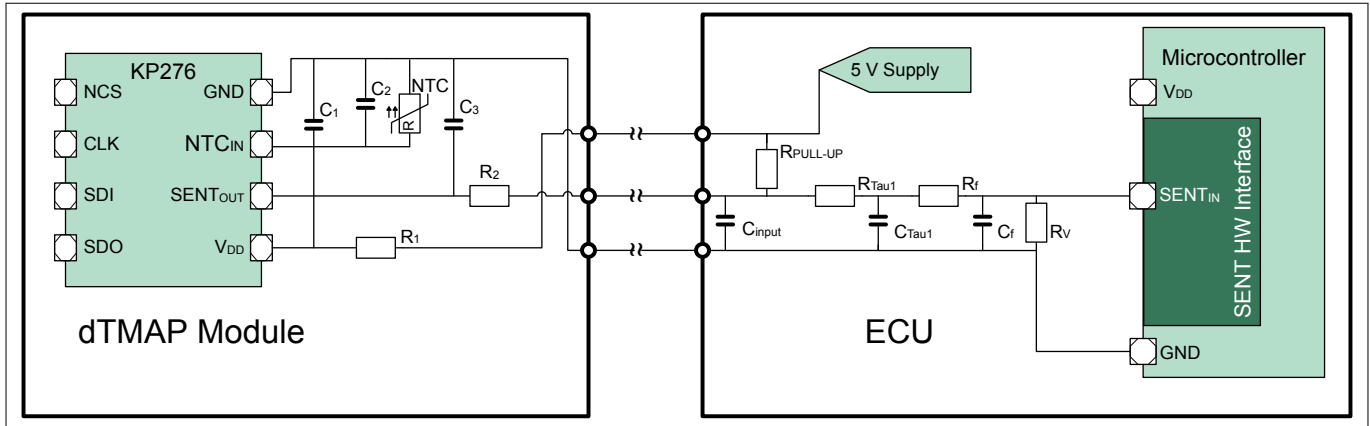 KP276
NCS
GND
CLK
NTCIN
SDI
SENTOUT
SDO
VDD
C1
C2
NTC
R
C3
R2
R1
dTMAP Module
5 V Supply
RPULL-UP
RTau1
Rf
Cinput
CTau1
Cf
RV
ECU
Microcontroller
VDD
SENTIN
SENT HW Interface
GND